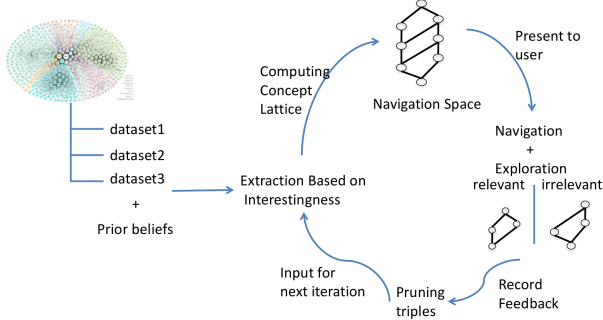 dataset1
dataset2
dataset3
+
Prior beliefs
Extraction Based on
Interestingness
Computing
Concept
Lattice
Navigation Space
Present to
user
Navigation
+
Exploration
relevant
irrelevant
Record
Feedback
Pruning
triples
Input for
next iteration